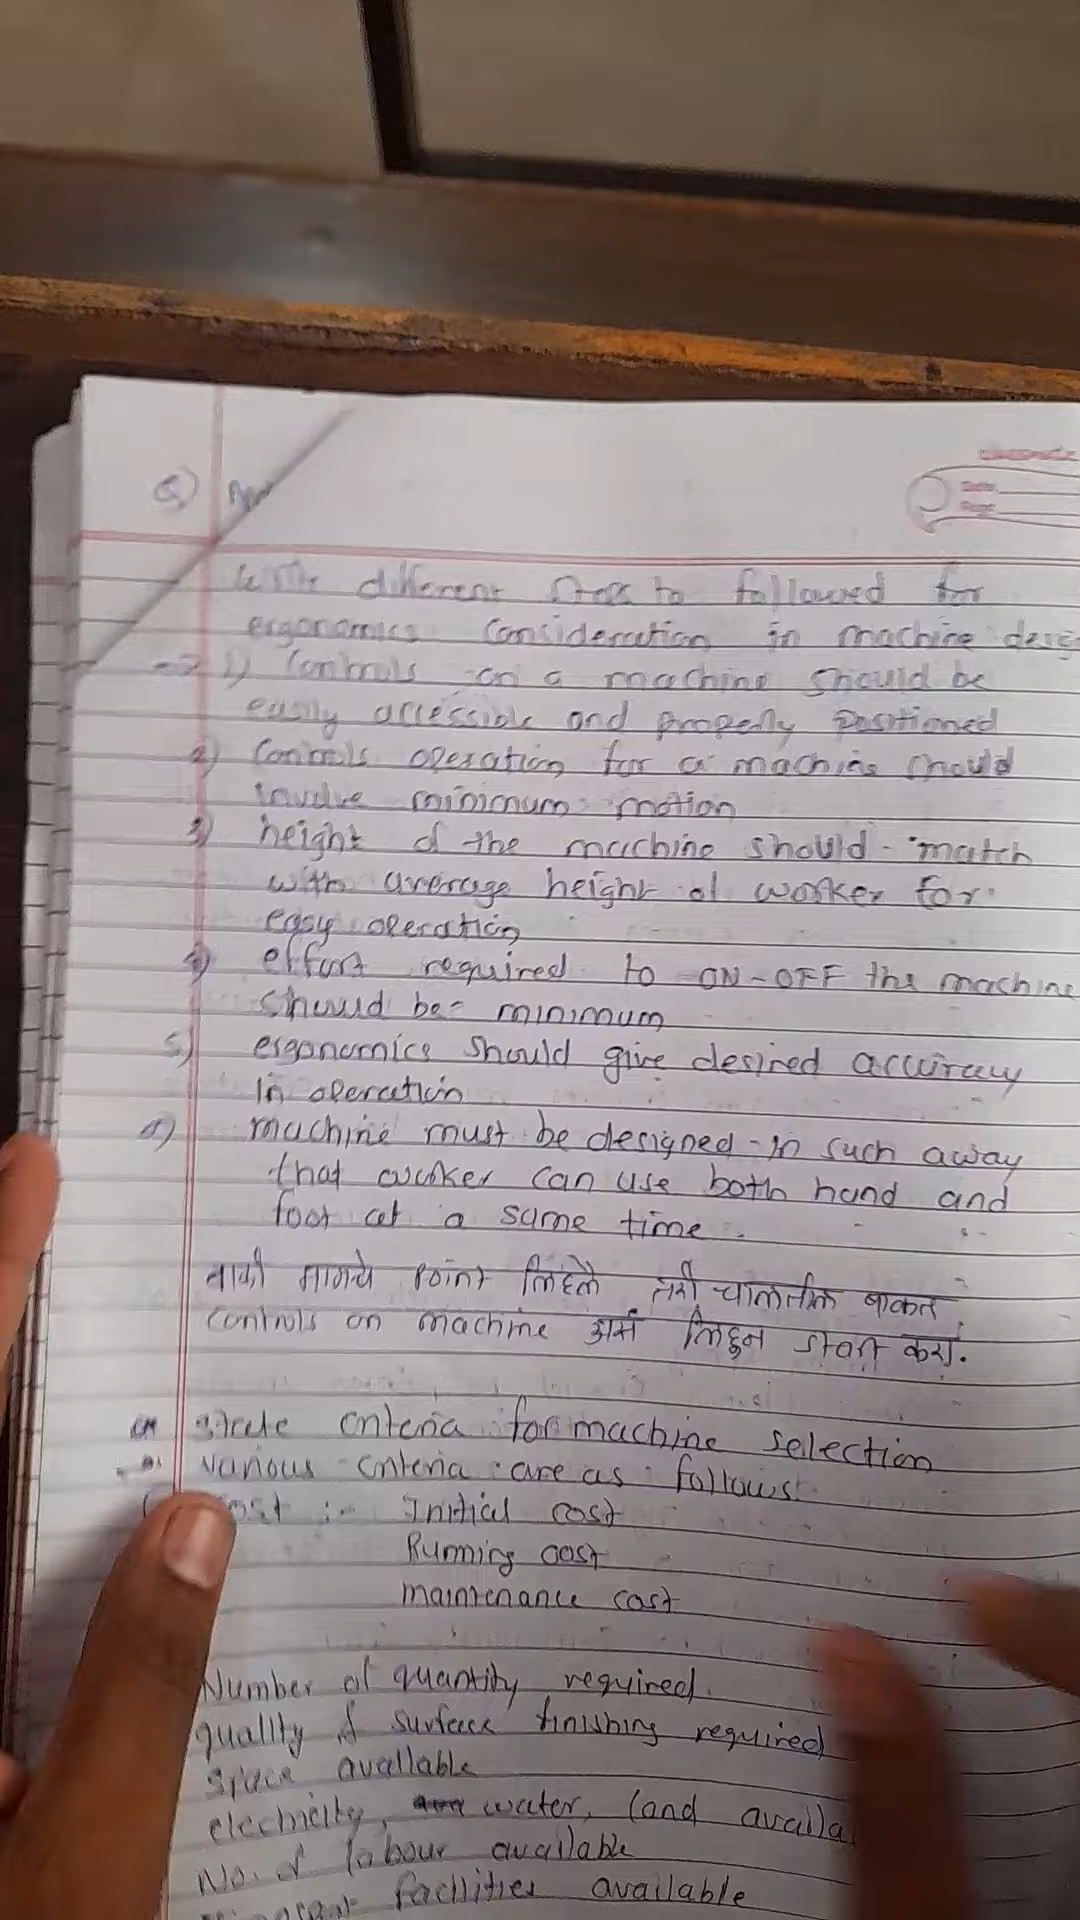 Q)
Write different steps to followed for
ergonomics consideration in machine
1) Controls on a machine should be
easily accessible and properly positioned
2) Controls operation for a machine should
involve minimum motion
3) height of the machine should match
with average height of worker for
easy operation
4) effort required to ON-OFF the machine
should be minimum
5) ergonomics should give desired accuracy
in operation
machine must be designed in such away
that worker can use both hand and
foot at a same time.
बाकी मागचे point लिहिले तरी चालतील बाकत
controls on machine असं लिहून start करा.
state criteria for machine selection
various criteria are as follows
Initial cost
Running cost
maintenance cost
Number of quantity required
quality of surface finishing required
space available
electricity, water, land
No. of labour available
facilities available